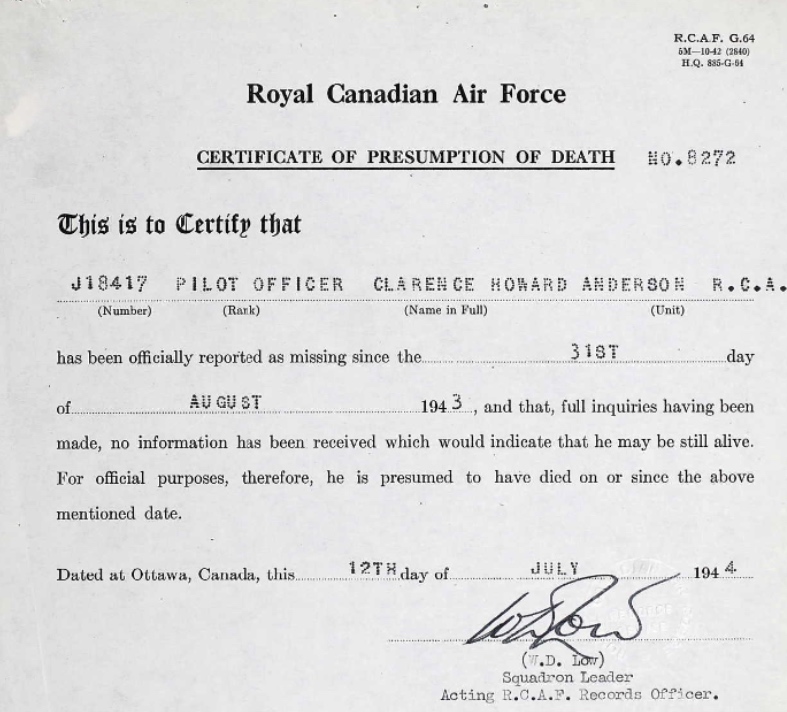 R.C.A.F. G.64
5M—10-42 (2840)
H.Q. 885-G-64
Royal Canadian Air Force
CERTIFICATE OF PRESUMPTION OF DEATH NO.8272
This is to Certify that
J18417 PILOT OFFICER CLARENCE HOWARD ANDERSON R.C.A.
(Number) (Rank) (Name in Full) (Unit)
has been officially reported as missing since the 31ST day
of AUGUST 1943, and that, full inquiries having been
made, no information has been received which would indicate that he may be still alive.
For official purposes, therefore, he is presumed to have died on or since the above
mentioned date.
Dated at Ottawa, Canada, this 12TH day of JULY 1944
(W.D. Low)
Squadron Leader
Acting R.C.A.F. Records Officer.